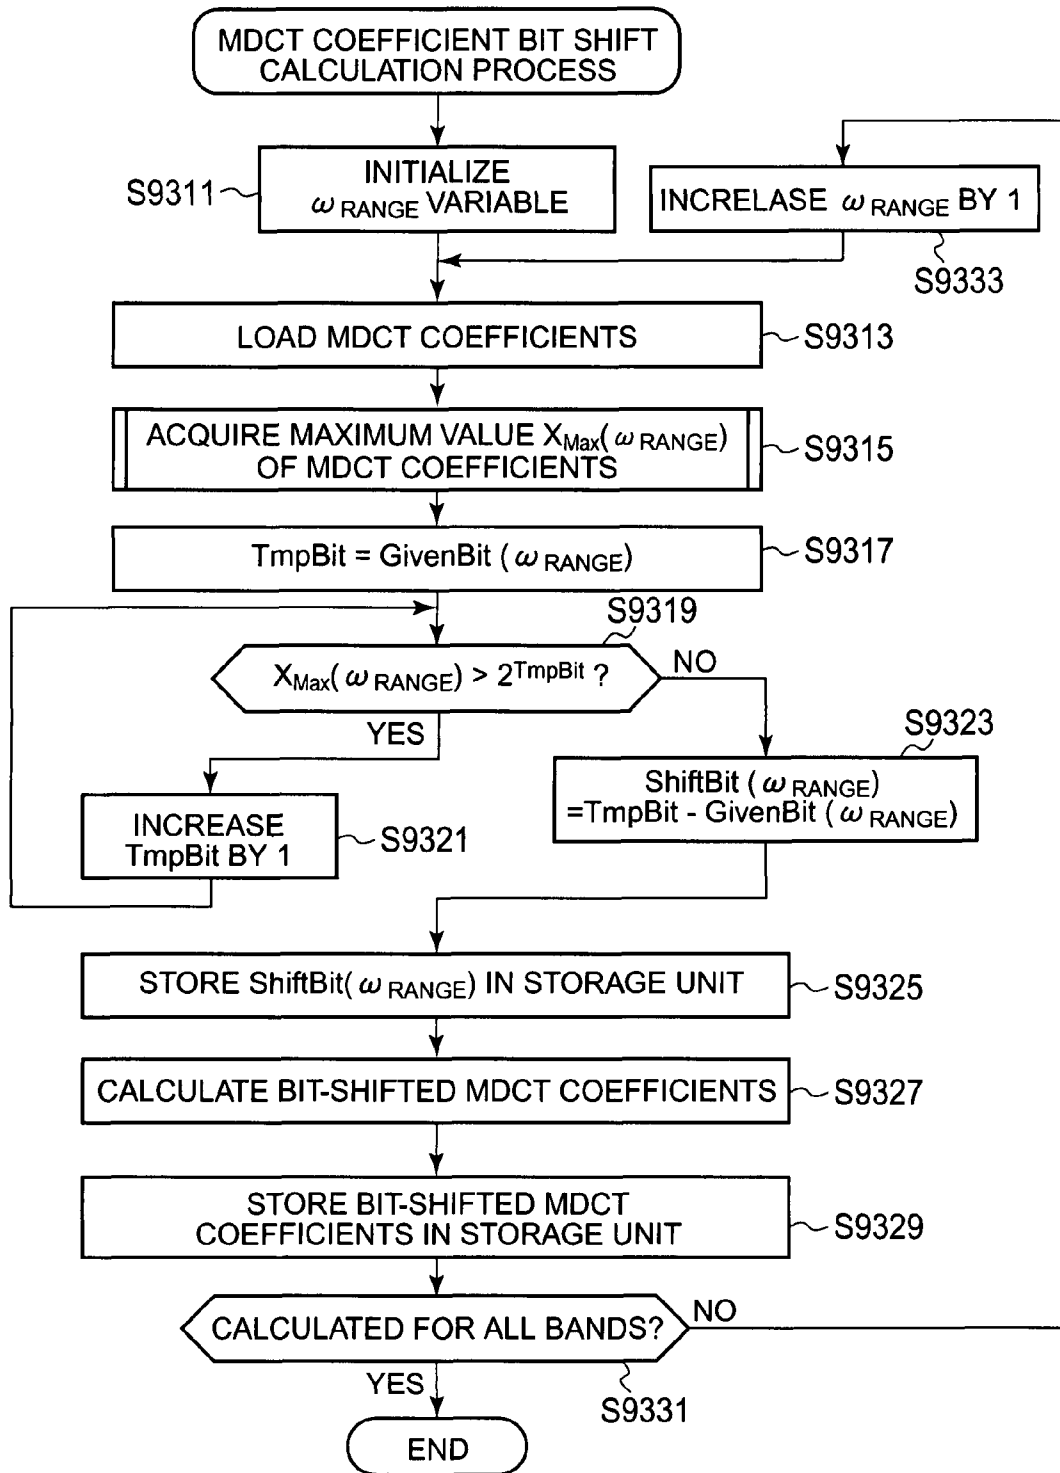 MDCT COEFFICIENT BIT SHIFT
CALCULATION PROCESS
S9311
INITIALIZE
ω RANGE VARIABLE
INCRELASE ω RANGE BY 1
S9333
LOAD MDCT COEFFICIENTS
S9313
ACQUIRE MAXIMUM VALUE XMax(ω RANGE)
OF MDCT COEFFICIENTS
S9315
TmpBit = GivenBit (ω RANGE)
S9317
S9319
XMax(ω RANGE) > 2^TmpBit ?
NO
YES
S9323
ShiftBit (ω RANGE)
=TmpBit - GivenBit (ω RANGE)
INCREASE
TmpBit BY 1
S9321
STORE ShiftBit(ω RANGE) IN STORAGE UNIT
S9325
CALCULATE BIT-SHIFTED MDCT COEFFICIENTS
S9327
STORE BIT-SHIFTED MDCT
COEFFICIENTS IN STORAGE UNIT
S9329
CALCULATED FOR ALL BANDS?
NO
YES
S9331
END